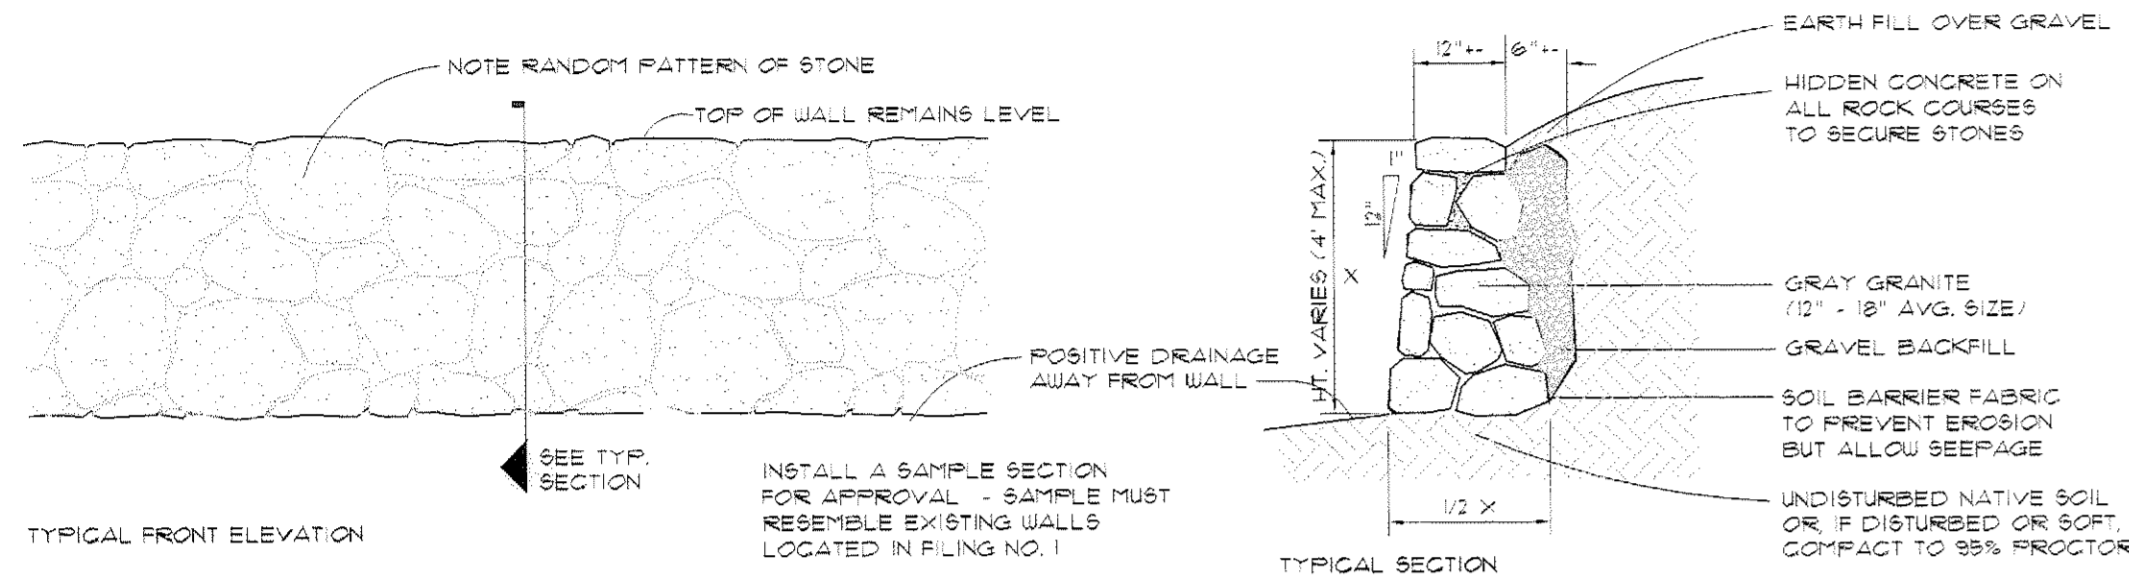 NOTE RANDOM PATTERN OF STONE
TOP OF WALL REMAINS LEVEL
SEE TYP.
SECTION
POSITIVE DRAINAGE
AWAY FROM WALL
INSTALL A SAMPLE SECTION
FOR APPROVAL - SAMPLE MUST
RESEMBLE EXISTING WALLS
LOCATED IN FILING NO. 1
TYPICAL FRONT ELEVATION
12"+-
6"+-
1"
12"
HT. VARIES (4' MAX.)
X
1/2 X
EARTH FILL OVER GRAVEL
HIDDEN CONCRETE ON
ALL ROCK COURSES
TO SECURE STONES
GRAY GRANITE
(12" - 18" AVG. SIZE)
GRAVEL BACKFILL
SOIL BARRIER FABRIC
TO PREVENT EROSION
BUT ALLOW SEEPAGE
UNDISTURBED NATIVE SOIL
OR, IF DISTURBED OR SOFT,
COMPACT TO 95% PROCTOR
TYPICAL SECTION